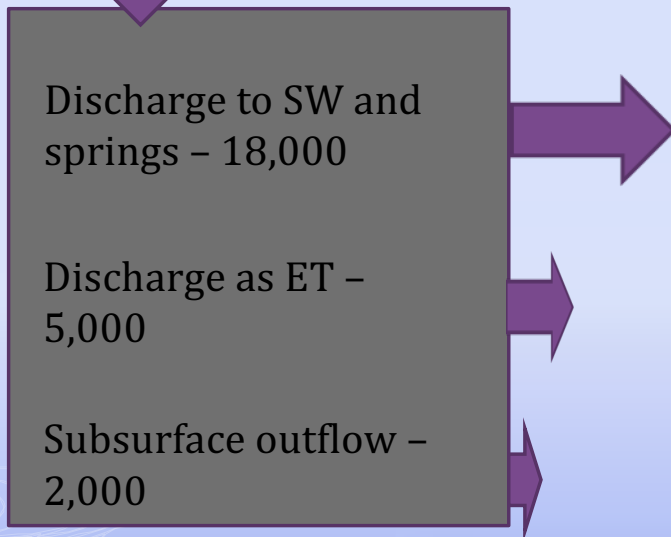 Discharge to SW and
springs – 18,000
Discharge as ET –
5,000
Subsurface outflow –
2,000